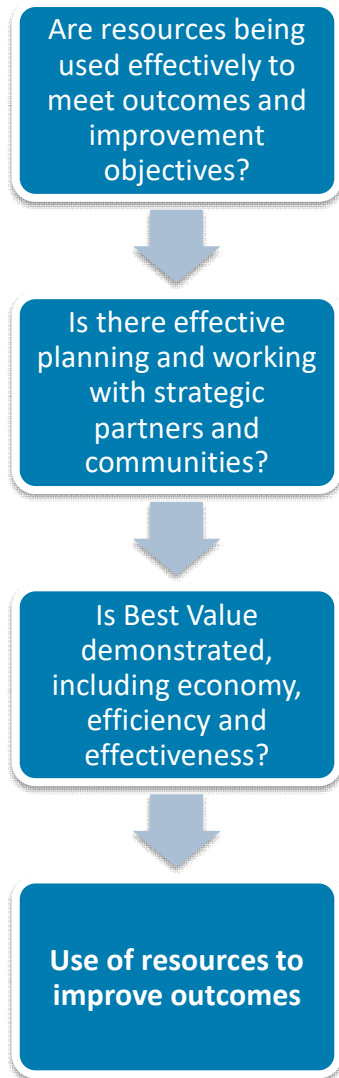 Are resources being
used effectively to
meet outcomes and
improvement
objectives?
Is there effective
planning and working
with strategic
partners and
communities?
Is Best Value
demonstrated,
including economy,
efficiency and
effectiveness?
Use of resources to
improve outcomes